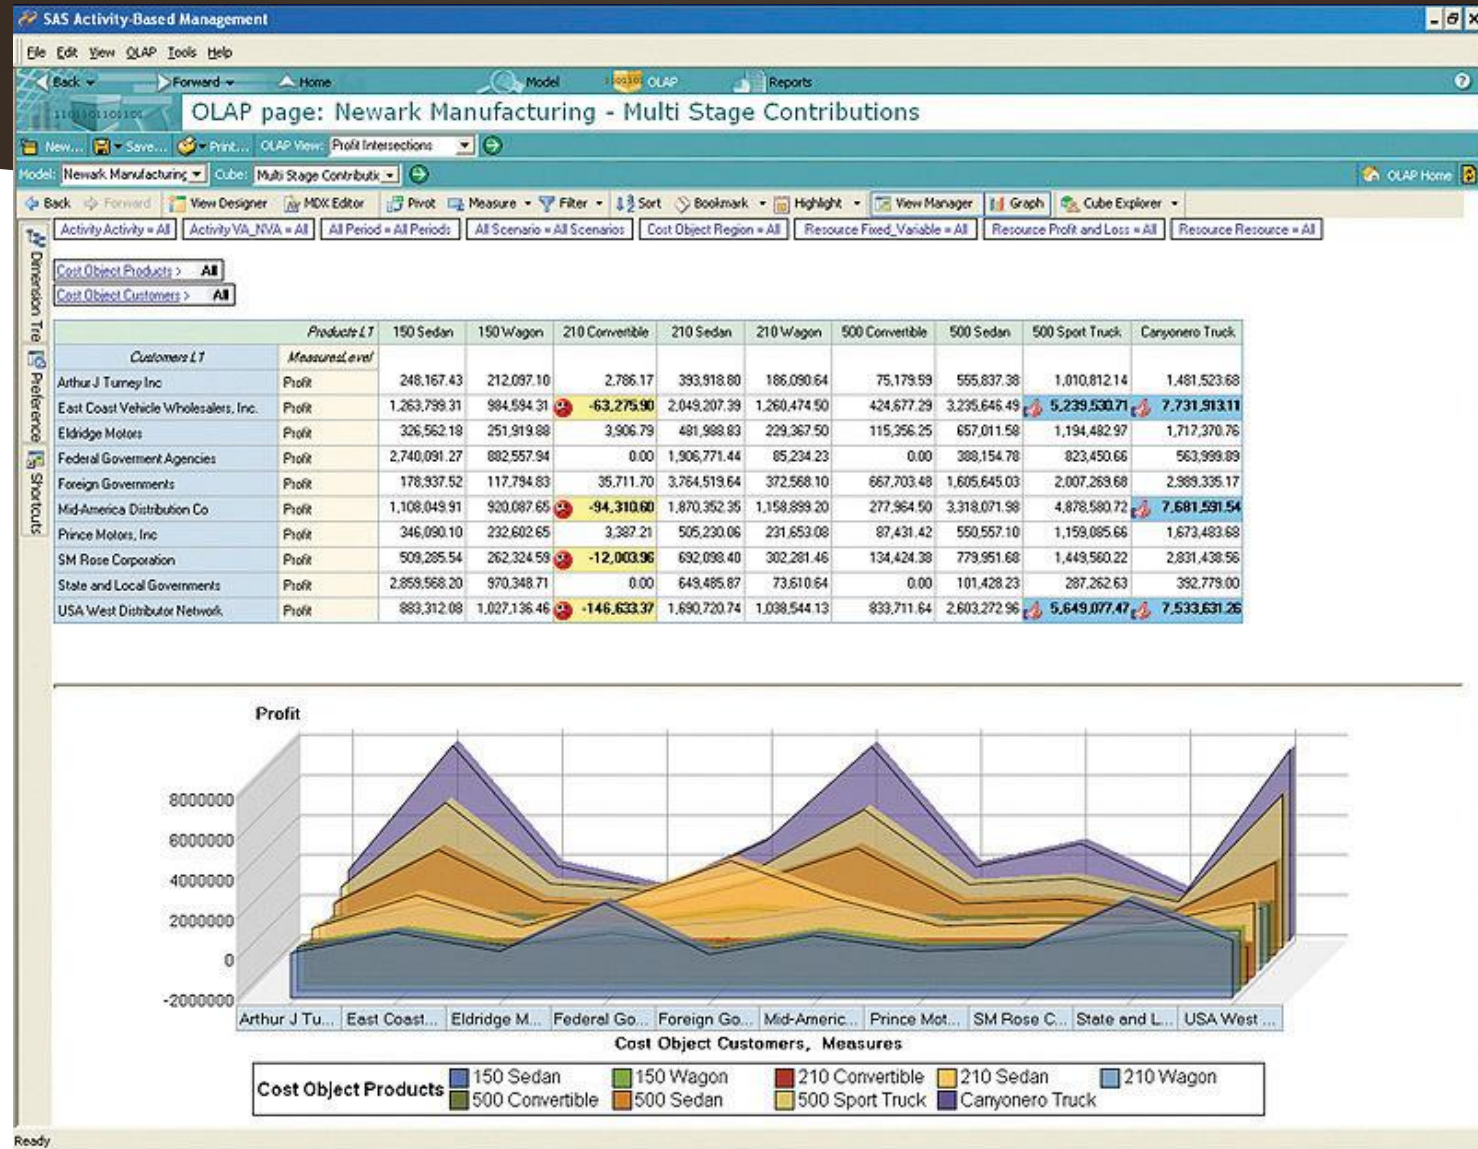 SAS Activity-Based Management
File Edit View OLAP Tools Help
Back Forward Home Model OLAP Reports
OLAP page: Newark Manufacturing - Multi Stage Contributions
New... Save... Print... OLAP View: Profit Intersections
Model: Newark Manufacturing Cube: Multi Stage Contributic OLAP Home
Back Forward View Designer MDX Editor Pivot Measure Filter Sort Bookmark Highlight View Manager Graph Cube Explorer
Activity Activity = All Activity VA_NVA = All All Period = All Periods All Scenario = All Scenarios Cost Object Region = All Resource Fixed_Variable = All Resource Profit and Loss = All Resource Resource = All
Dimension Tre
Preference
Shortcuts
Cost Object Products > All
Cost Object Customers > All
Products L1 150 Sedan 150 Wagon 210 Convertible 210 Sedan 210 Wagon 500 Convertible 500 Sedan 500 Sport Truck Canyonero Truck
Customers L1 MeasuresLevel
Arthur J Turney Inc Profit 248,167.43 212,097.10 2,786.17 393,918.80 186,090.64 75,179.59 555,837.38 1,010,812.14 1,481,523.68
East Coast Vehicle Wholesalers, Inc. Profit 1,263,799.31 984,594.31 -63,275.90 2,049,207.39 1,260,474.50 424,677.29 3,235,646.49 5,239,530.71 7,731,913.11
Eldridge Motors Profit 326,562.18 251,919.88 3,906.79 481,988.83 229,367.50 115,356.25 657,011.58 1,194,482.97 1,717,370.76
Federal Goverment Agencies Profit 2,740,091.27 882,557.94 0.00 1,906,771.44 85,234.23 0.00 388,154.78 823,450.66 563,999.89
Foreign Governments Profit 178,937.52 117,794.83 35,711.70 3,764,519.64 372,568.10 667,703.48 1,605,645.03 2,007,269.68 2,989,335.17
Mid-America Distribution Co Profit 1,108,049.91 920,087.65 -94,310.60 1,870,352.35 1,158,899.20 277,964.50 3,318,071.98 4,878,580.72 7,681,591.54
Prince Motors, Inc Profit 346,090.10 232,602.65 3,387.21 505,230.06 231,653.08 87,431.42 550,557.10 1,159,085.66 1,673,483.68
SM Rose Corporation Profit 509,285.54 262,324.59 -12,003.96 692,098.40 302,281.46 134,424.38 779,951.68 1,449,560.22 2,831,438.56
State and Local Governments Profit 2,859,568.20 970,348.71 0.00 649,485.87 73,610.64 0.00 101,428.23 287,262.63 392,779.00
USA West Distributor Network Profit 883,312.08 1,027,136.46 -146,633.37 1,690,720.74 1,038,544.13 833,711.64 2,603,272.96 5,649,077.47 7,533,631.26
Profit
8000000
6000000
4000000
2000000
0
-2000000
Arthur J Tu... East Coast... Eldridge M... Federal Go... Foreign Go... Mid-Americ... Prince Mot... SM Rose C... State and L... USA West ...
Cost Object Customers, Measures
Cost Object Products 150 Sedan 150 Wagon 210 Convertible 210 Sedan 210 Wagon
500 Convertible 500 Sedan 500 Sport Truck Canyonero Truck
Ready